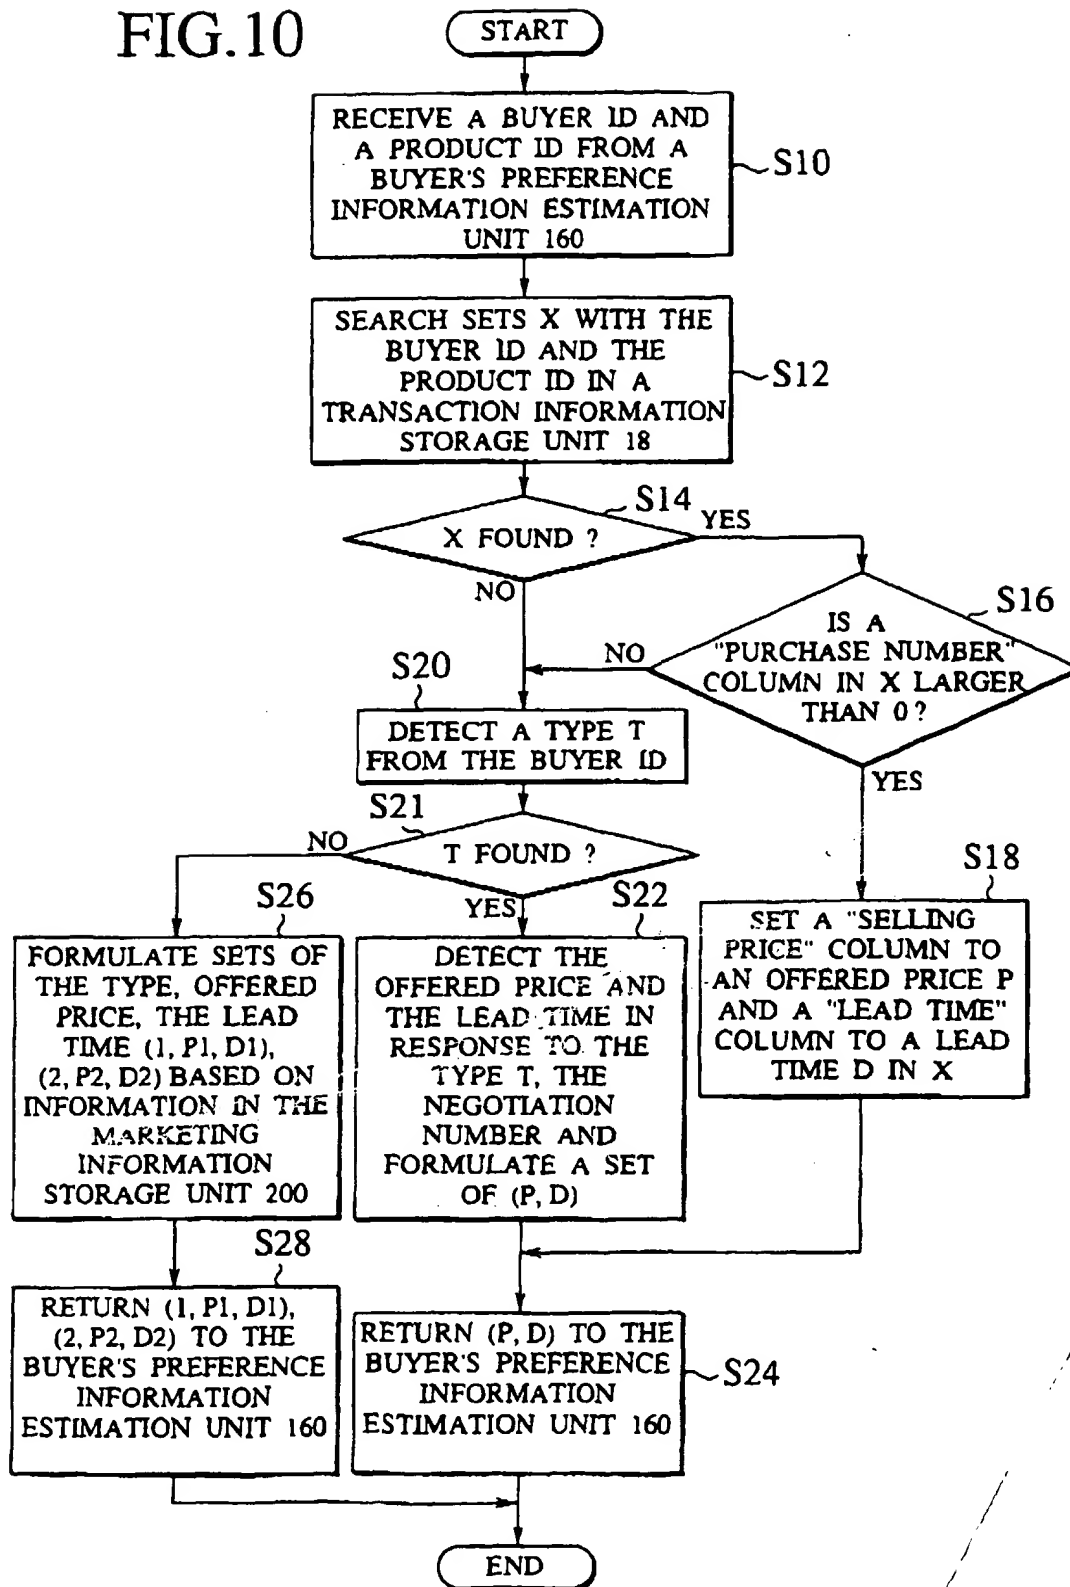 FIG.10
START
RECEIVE A BUYER ID AND
A PRODUCT ID FROM A
BUYER'S PREFERENCE
INFORMATION ESTIMATION
UNIT 160
S10
SEARCH SETS X WITH THE
BUYER ID AND THE
PRODUCT ID IN A
TRANSACTION INFORMATION
STORAGE UNIT 18
S12
S14
X FOUND ?
YES
NO
S16
IS A
"PURCHASE NUMBER"
COLUMN IN X LARGER
THAN 0 ?
NO
YES
S20
DETECT A TYPE T
FROM THE BUYER ID
S21
T FOUND ?
NO
YES
S18
SET A "SELLING
PRICE" COLUMN TO
AN OFFERED PRICE P
AND A "LEAD TIME"
COLUMN TO A LEAD
TIME D IN X
S26
FORMULATE SETS OF
THE TYPE, OFFERED
PRICE, THE LEAD
TIME (1, P1, D1),
(2, P2, D2) BASED ON
INFORMATION IN THE
MARKETING
INFORMATION
STORAGE UNIT 200
S22
DETECT THE
OFFERED PRICE AND
THE LEAD TIME IN
RESPONSE TO THE
TYPE T, THE
NEGOTIATION
NUMBER AND
FORMULATE A SET
OF (P, D)
S28
RETURN (1, P1, D1),
(2, P2, D2) TO THE
BUYER'S PREFERENCE
INFORMATION
ESTIMATION UNIT 160
RETURN (P, D) TO THE
BUYER'S PREFERENCE
INFORMATION
ESTIMATION UNIT 160
S24
END